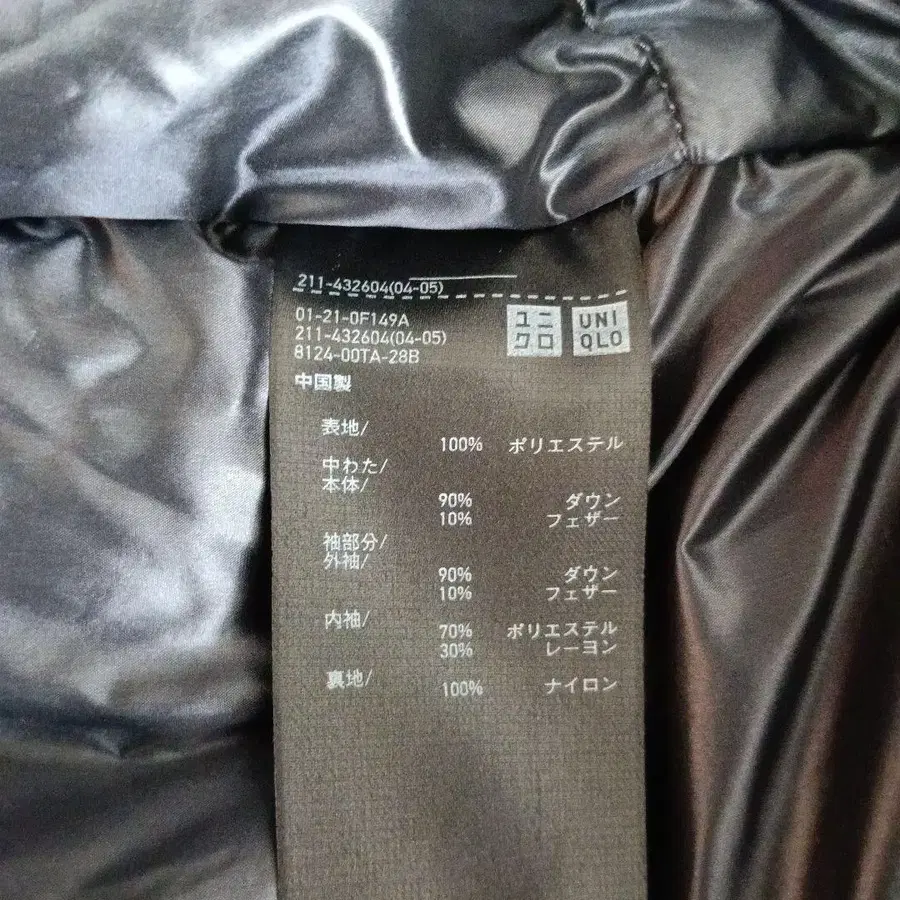 211-432604(04-05)
01-21-0F149A
211-432604(04-05)
8124-00TA-28B
ユニ
クロ
UNI
QLO
中国製
表地/
100% ポリエステル
中わた/
本体/
90% ダウン
10% フェザー
袖部分/
外袖/
90% ダウン
10% フェザー
内袖/
70% ポリエステル
30% レーヨン
裏地/
100% ナイロン